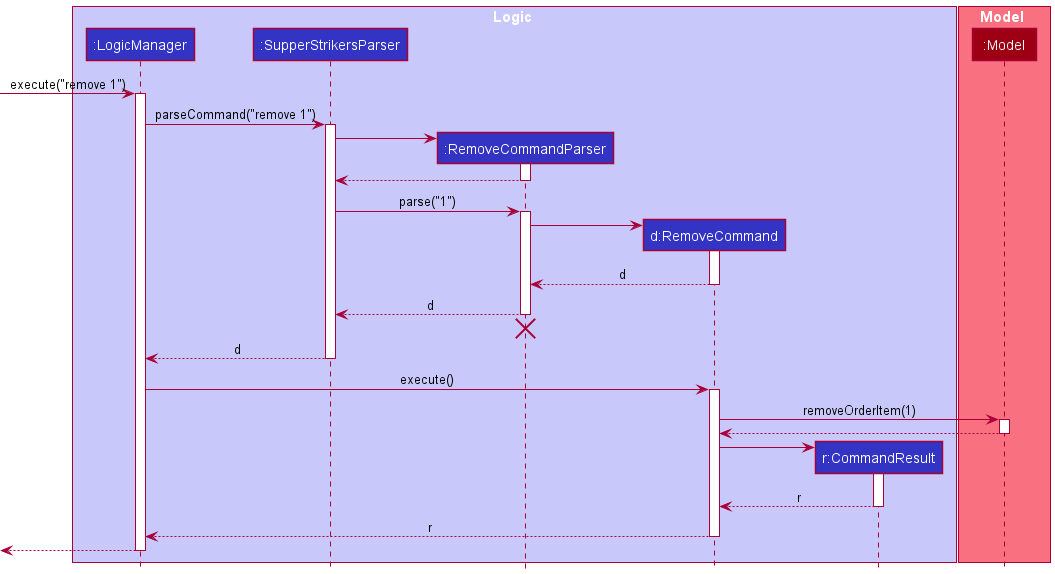 Logic
Model
:LogicManager
:SupperStrikersParser
:Model
execute("remove 1")
parseCommand("remove 1")
:RemoveCommandParser
parse("1")
d:RemoveCommand
d
d
d
execute()
removeOrderItem(1)
r:CommandResult
r
r